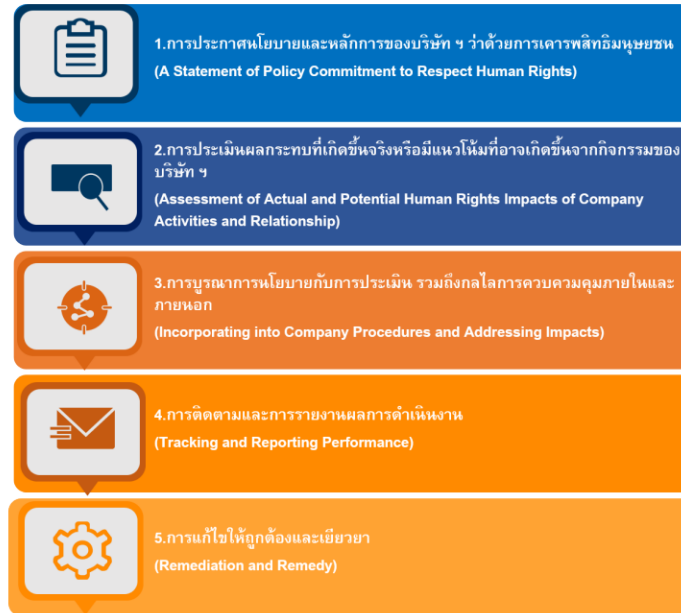 1.การประกาศนโยบายและหลักการของบริษัท ฯ ว่าด้วยการเคารพสิทธิมนุษยชน
(A Statement of Policy Commitment to Respect Human Rights)
2.การประเมินผลกระทบที่เกิดขึ้นจริงหรือมีแนวโน้มที่อาจเกิดขึ้นจากกิจกรรมของ
บริษัท ฯ
(Assessment of Actual and Potential Human Rights Impacts of Company
Activities and Relationship)
3.การบูรณาการนโยบายกับการประเมิน รวมถึงกลไลการควบควมคุมภายในและ
ภายนอก
(Incorporating into Company Procedures and Addressing Impacts)
4.การติดตามและการรายงานผลการดำเนินงาน
(Tracking and Reporting Performance)
5.การแก้ไขให้ถูกต้องและเยียวยา
(Remediation and Remedy)